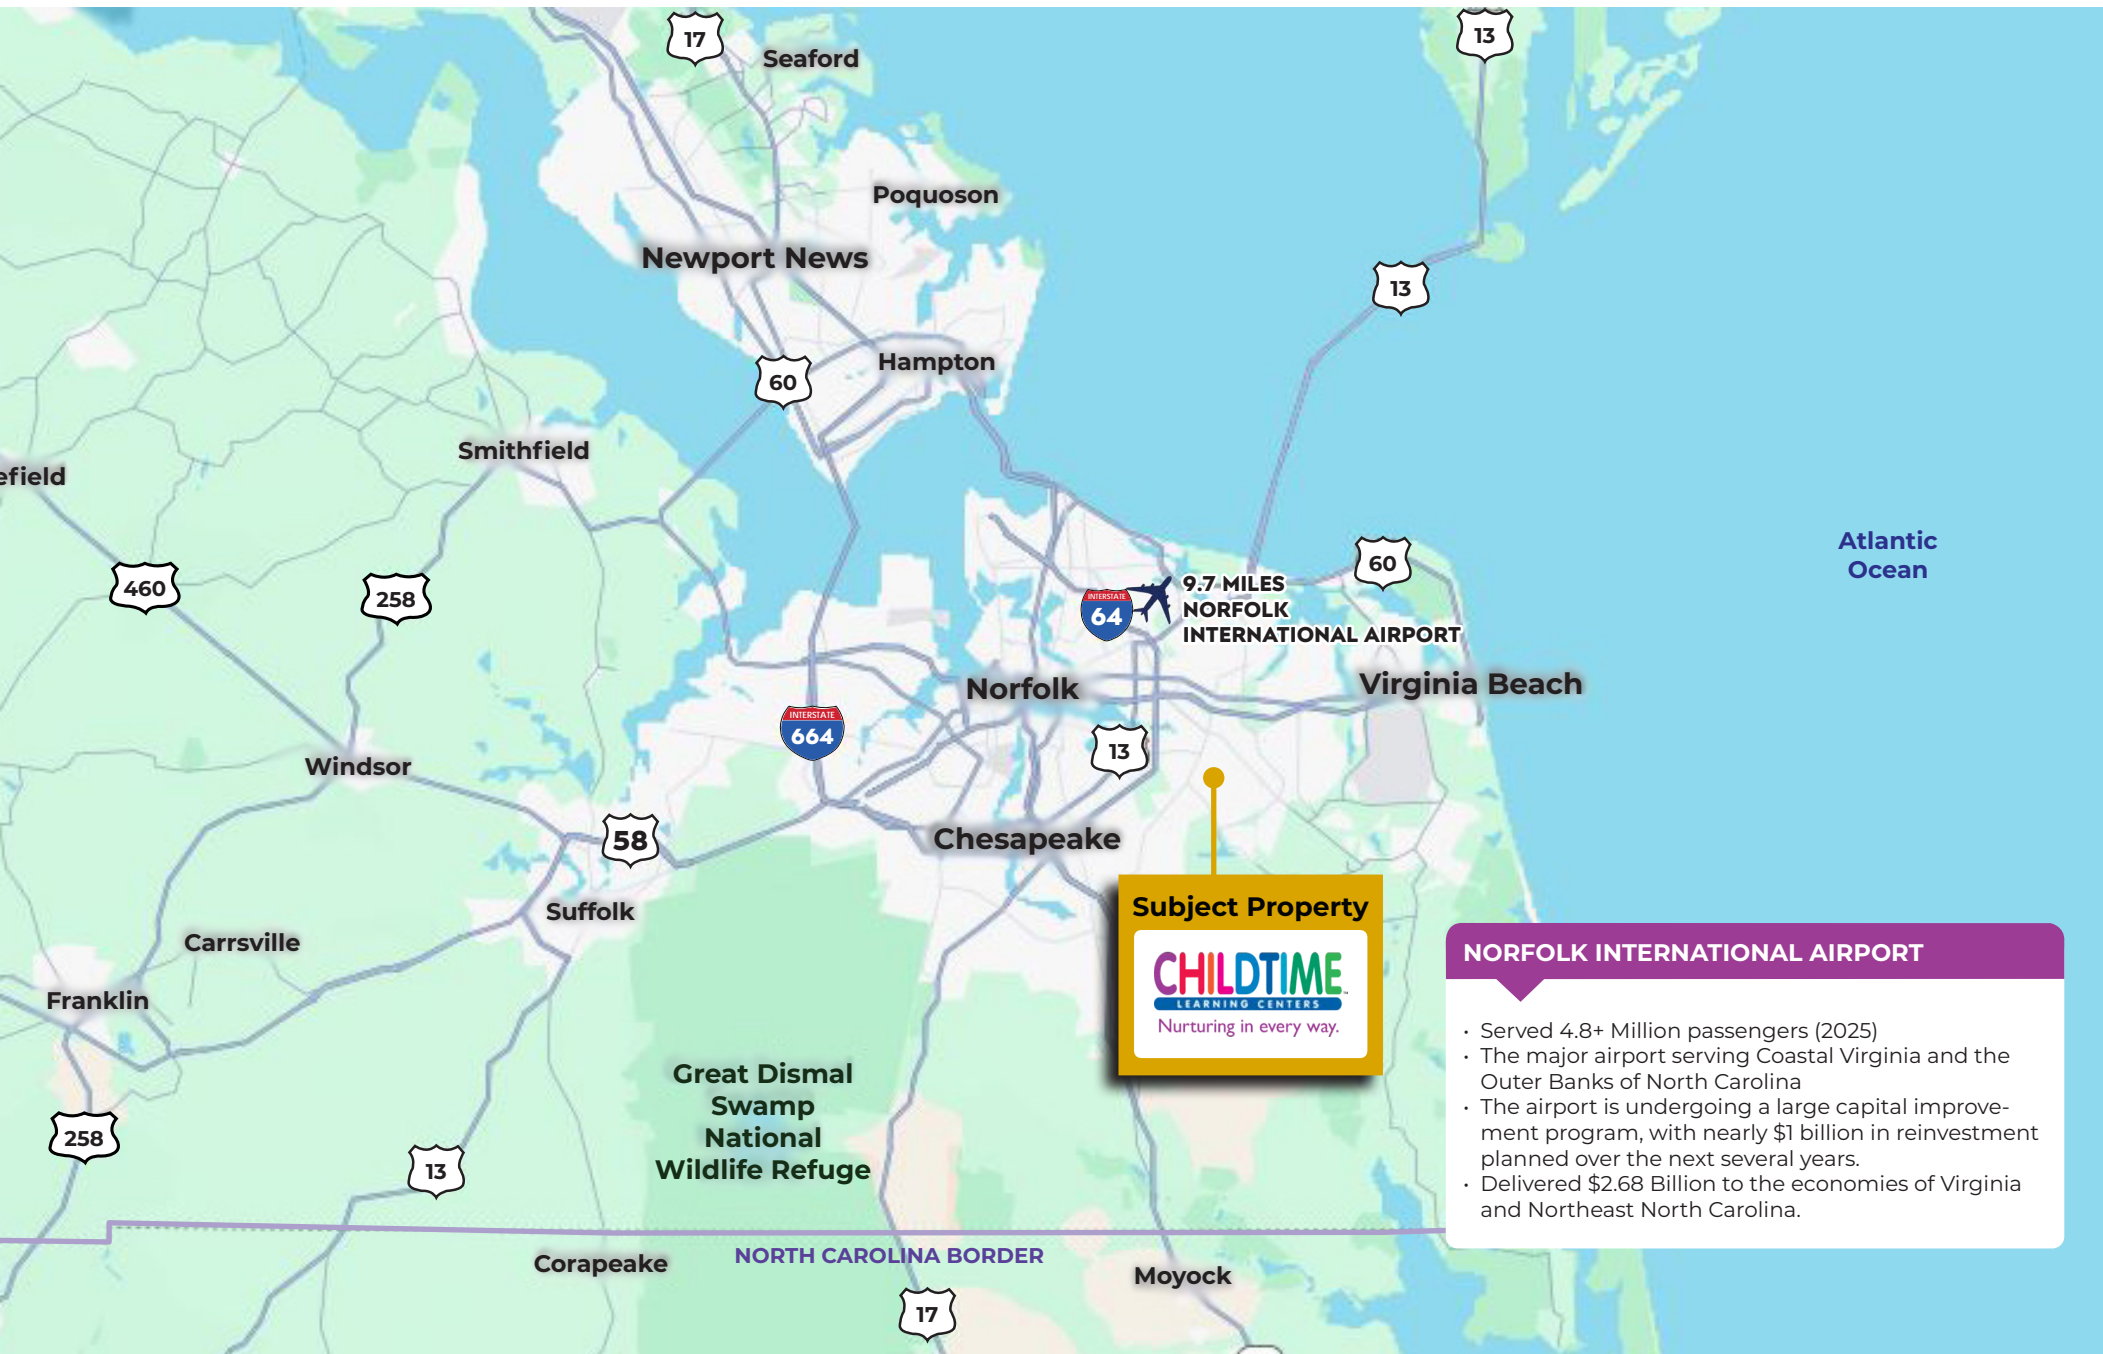 17
13
Seaford
Poquoson
Newport News
13
60
Hampton
Smithfield
efield
Atlantic
Ocean
60
460
258
INTERSTATE
64
9.7 MILES
NORFOLK
INTERNATIONAL AIRPORT
Norfolk
Virginia Beach
INTERSTATE
664
13
Windsor
58
Chesapeake
Suffolk
Subject Property
CHILDTIME
LEARNING CENTERS
Nurturing in every way.
Carrsville
Franklin
NORFOLK INTERNATIONAL AIRPORT
• Served 4.8+ Million passengers (2025)
• The major airport serving Coastal Virginia and the
Outer Banks of North Carolina
• The airport is undergoing a large capital improve-
ment program, with nearly $1 billion in reinvestment
planned over the next several years.
• Delivered $2.68 Billion to the economies of Virginia
and Northeast North Carolina.
Great Dismal
Swamp
National
Wildlife Refuge
258
13
NORTH CAROLINA BORDER
Corapeake
Moyock
17